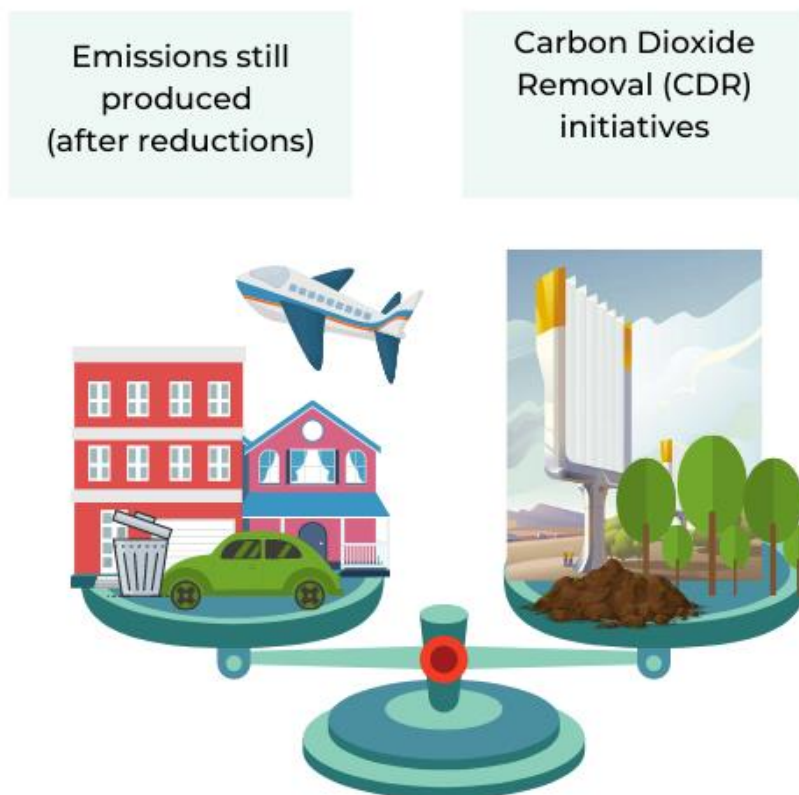 Emissions still
produced
(after reductions)
Carbon Dioxide
Removal (CDR)
initiatives